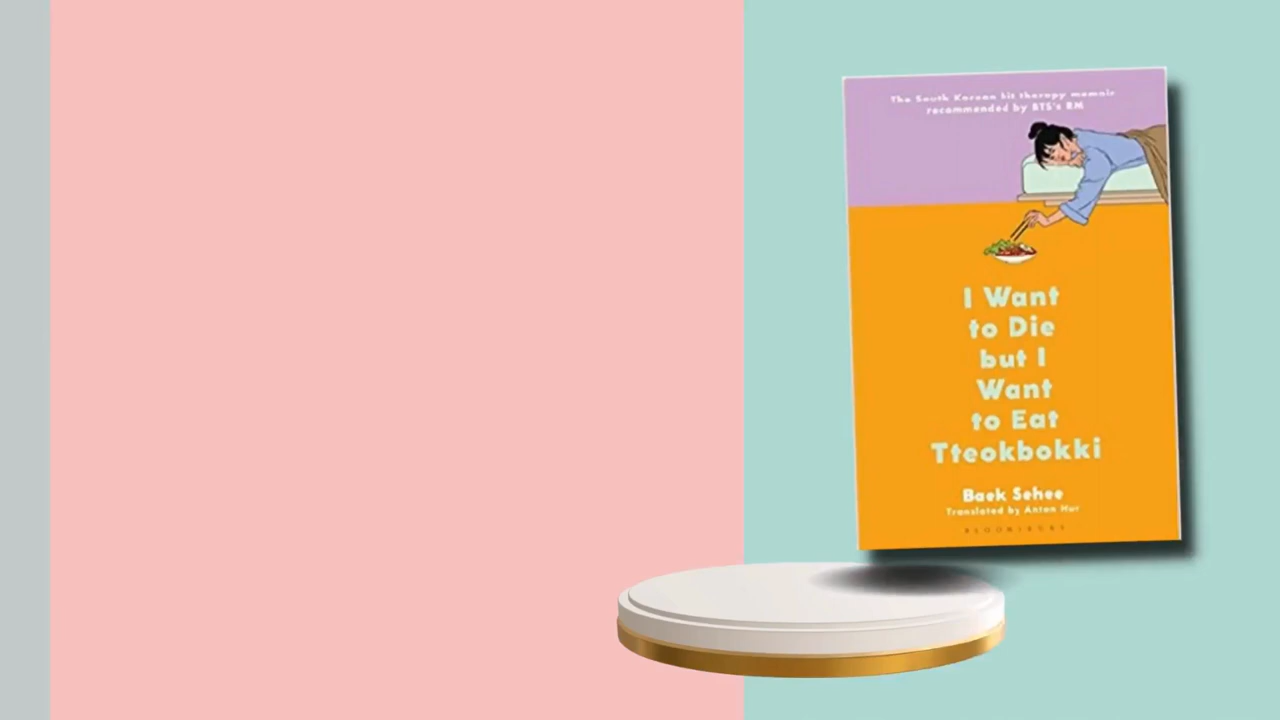 The South Korean hit therapy memoir
recommended by BTS's RM
I Want
to Die
but I
Want
to Eat
Tteokbokki
Baek Sehee
Translated by Anton Hur
BLOOMSBURY